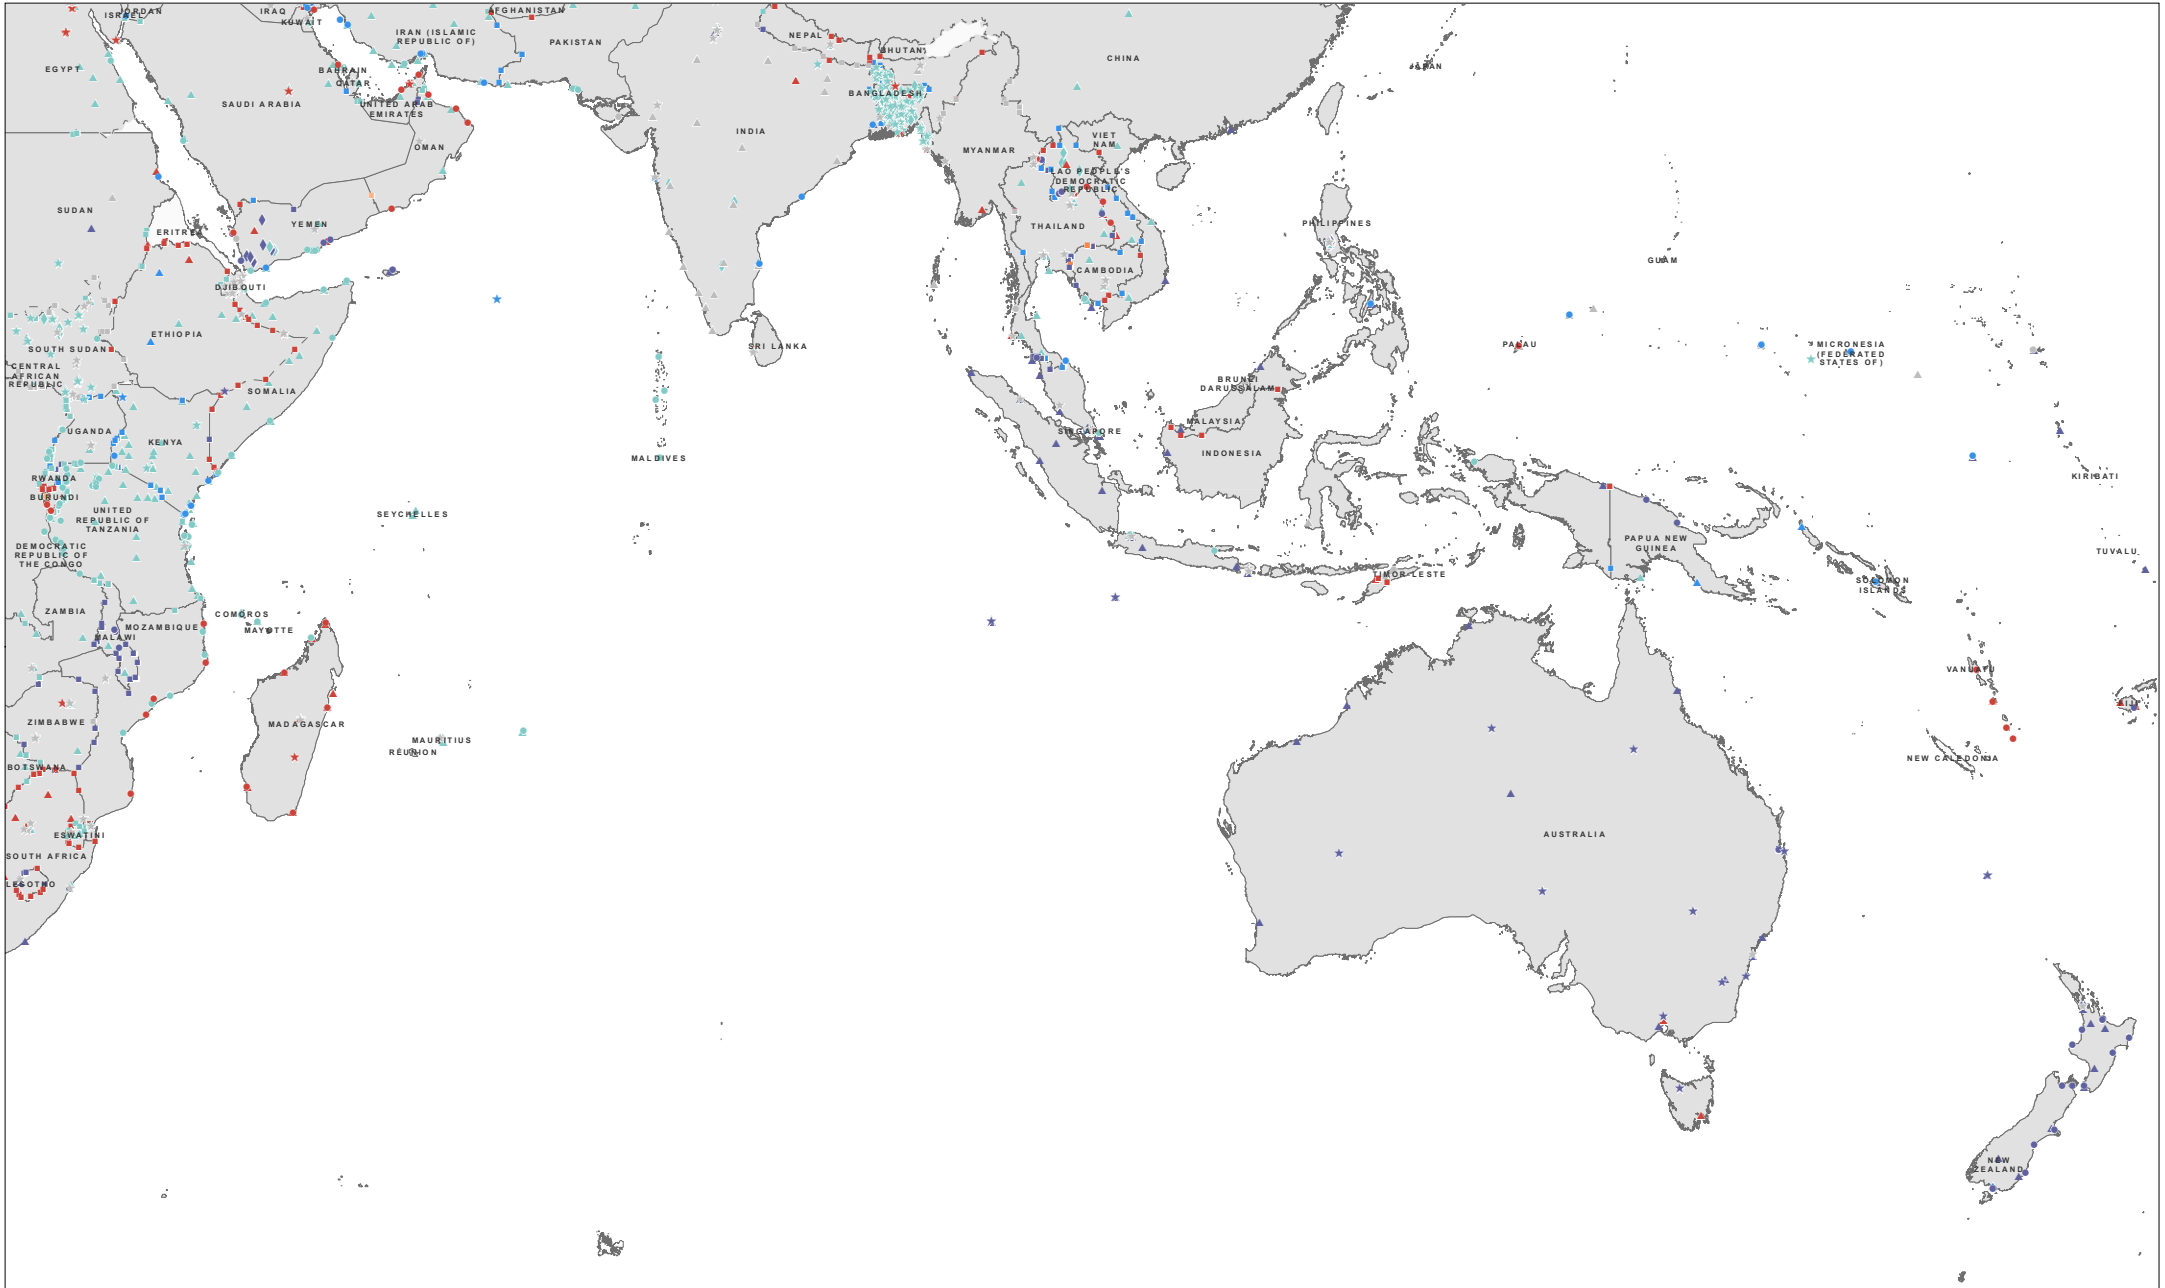 ISRAEL
JORDAN
IRAQ
KUWAIT
IRAN (ISLAMIC
REPUBLIC OF)
AFGHANISTAN
PAKISTAN
NEPAL
BHUTAN
CHINA
JAPAN
EGYPT
BAHRAIN
QATAR
SAUDI ARABIA
UNITED ARAB
EMIRATES
OMAN
INDIA
BANGLADESH
MYANMAR
VIET
NAM
LAO PEOPLE'S
DEMOCRATIC
REPUBLIC
SUDAN
ERITREA
YEMEN
THAILAND
PHILIPPINES
GUAM
CAMBODIA
DJIBOUTI
ETHIOPIA
SOUTH SUDAN
SRI LANKA
PALAU
MICRONESIA
(FEDERATED
STATES OF)
CENTRAL
AFRICAN
REPUBLIC
SOMALIA
BRUNEI
DARUSSALAM
UGANDA
KENYA
MALAYSIA
SINGAPORE
INDONESIA
MALDIVES
RWANDA
BURUNDI
KIRIBATI
UNITED
REPUBLIC OF
TANZANIA
SEYCHELLES
DEMOCRATIC
REPUBLIC OF
THE CONGO
PAPUA NEW
GUINEA
TUVALU
TIMOR-LESTE
SOLOMON
ISLANDS
ZAMBIA
COMOROS
MAYOTTE
MOZAMBIQUE
MALAWI
VANUATU
FIJI
ZIMBABWE
MADAGASCAR
MAURITIUS
RÉUNION
NEW CALEDONIA
BOTSWANA
AUSTRALIA
ESWATINI
SOUTH AFRICA
LESOTHO
NEW
ZEALAND